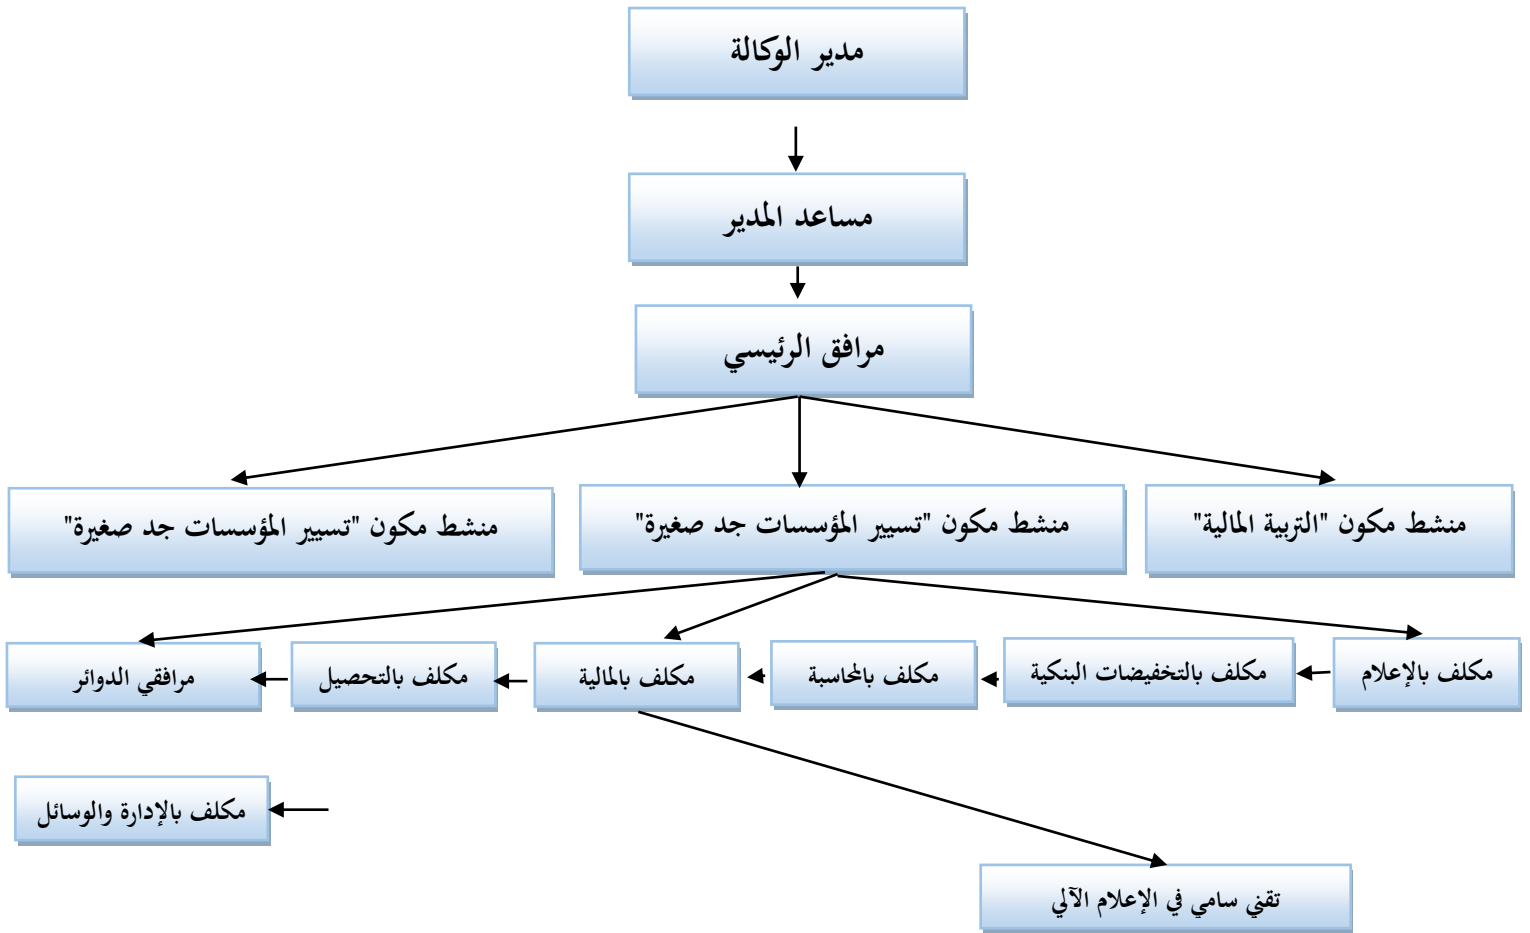 مدير الوكالة
مساعد المدير
مرافق الرئيسي
منشط مكون "التربية المالية"
منشط مكون "تسيير المؤسسات جد صغيرة"
منشط مكون "تسيير المؤسسات جد صغيرة"
مكلف بالإعلام
مكلف بالتخفيضات البنكية
مكلف بالمحاسبة
مكلف بالمالية
مكلف بالتحصيل
مرافقي الدوائر
مكلف بالإدارة والوسائل
تقني سامي في الإعلام الآلي